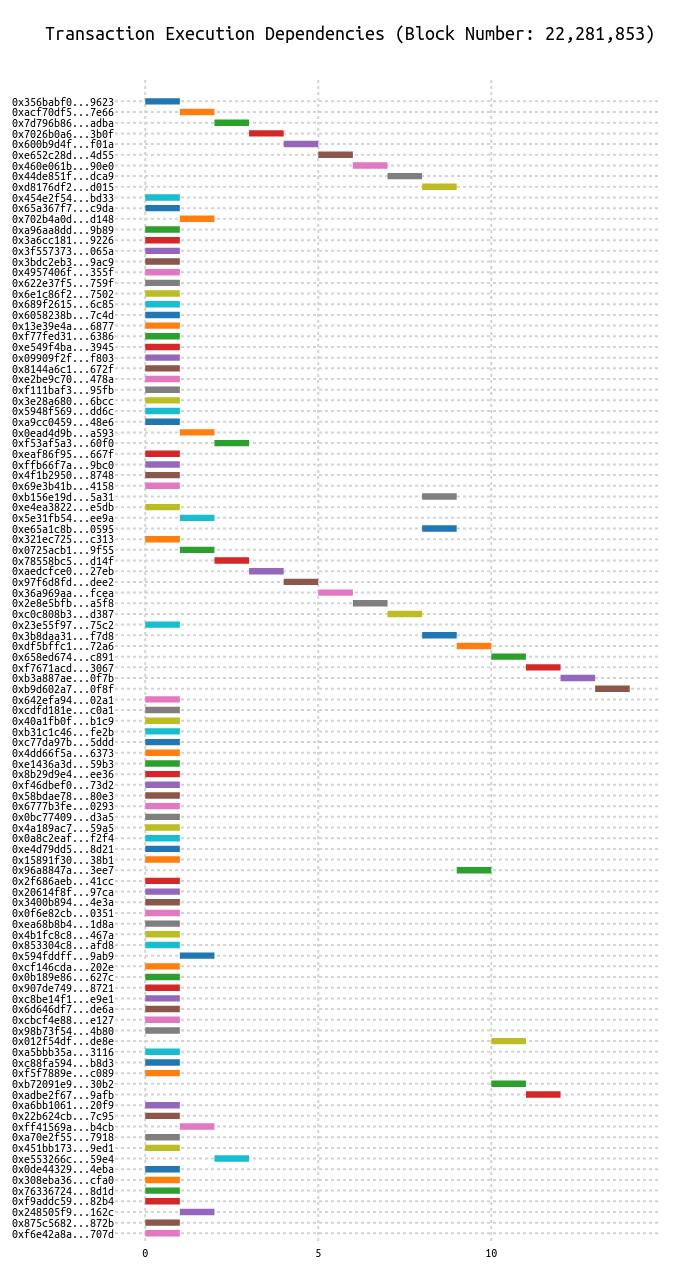 Transaction Execution Dependencies (Block Number: 22,281,853)
0x356babf0...9623
0xacf70df5...7e66
0x7d796b86...adba
0x7026b0a6...3b0f
0x600b9d4f...f01a
0xe652c28d...4d55
0x460e061b...90e0
0x44de851f...dca9
0xd8176df2...d015
0x454e2f54...bd33
0x65a367f7...c9da
0x702b4a0d...d148
0xa96aa8dd...9b89
0x3a6cc181...9226
0x3f557373...065a
0x3bdc2eb3...9ac9
0x4957406f...355f
0x622e37f5...759f
0x6e1c86f2...7502
0x689f2615...6c85
0x6058238b...7c4d
0x13e39e4a...6877
0xf77fed31...6386
0xe549f4ba...3945
0x09909f2f...f803
0x8144a6c1...672f
0xe2be9c70...478a
0xf111baf3...95fb
0x3e28a680...6bcc
0x5948f569...dd6c
0xa9cc0459...48e6
0x0ead4d9b...a593
0xf53af5a3...60f0
0xeaf86f95...667f
0xffb66f7a...9bc0
0x4f1b2950...8748
0x69e3b41b...4158
0xb156e19d...5a31
0xe4ea3822...e5db
0x5e31fb54...ee9a
0xe65a1c8b...0595
0x321ec725...c313
0x0725acb1...9f55
0x78558bc5...d14f
0xaedcfce0...27eb
0x97f6d8fd...dee2
0x36a969aa...fcea
0x2e8e5bfb...a5f8
0xc0c808b3...d387
0x23e55f97...75c2
0x3b8daa31...f7d8
0xdf5bffc1...72a6
0x658ed674...c891
0xf7671acd...3067
0xb3a887ae...0f7b
0xb9d602a7...0f8f
0x642efa94...02a1
0xcdfd181e...c0a1
0x40a1fb0f...b1c9
0xb31c1c46...fe2b
0xc77da97b...5ddd
0x4dd66f5a...6373
0xe1436a3d...59b3
0x8b29d9e4...ee36
0xf46dbef0...73d2
0x58bdae78...80e3
0x6777b3fe...0293
0x0bc77409...d3a5
0x4a189ac7...59a5
0x0a8c2eaf...f2f4
0xe4d79dd5...8d21
0x15891f30...38b1
0x96a8847a...3ee7
0x2f686aeb...41cc
0x20614f8f...97ca
0x3400b894...4e3a
0x0f6e82cb...0351
0xea68b8b4...1d8a
0x4b1fc8c8...467a
0x853304c8...afd8
0x594fddff...9ab9
0xcf146cda...202e
0x0b189e86...627c
0x907de749...8721
0xc8be14f1...e9e1
0x6d646df7...de6a
0xcbcf4e88...e127
0x98b73f54...4b80
0x012f54df...de8e
0xa5bbb35a...3116
0xc88fa594...b8d3
0xf5f7889e...c089
0xb72091e9...30b2
0xadbe2f67...9afb
0xa6bb1061...20f9
0x22b624cb...7c95
0xff41569a...b4cb
0xa70e2f55...7918
0x451bb173...9ed1
0xe553266c...59e4
0x0de44329...4eba
0x308eba36...cfa0
0x76336724...8d1d
0xf9addc59...82b4
0x248505f9...162c
0x875c5682...872b
0xf6e42a8a...707d
0 5 10